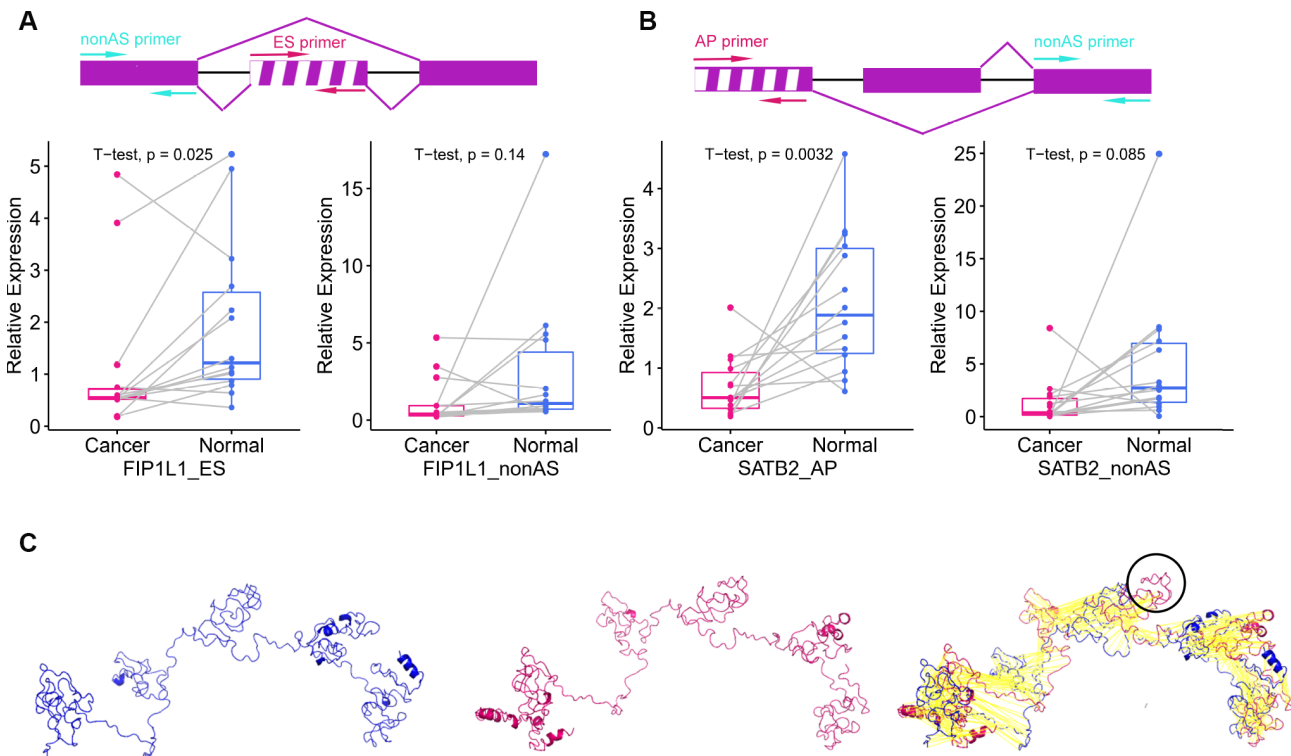 A
nonAS primer
ES primer
B
AP primer
nonAS primer
T-test, p = 0.025
Relative Expression
5
4
3
2
1
0
Cancer Normal
FIP1L1_ES
T-test, p = 0.14
Relative Expression
15
10
5
0
Cancer Normal
FIP1L1_nonAS
T-test, p = 0.0032
Relative Expression
4
3
2
1
0
Cancer Normal
SATB2_AP
T-test, p = 0.085
Relative Expression
25
20
15
10
5
0
Cancer Normal
SATB2_nonAS
C